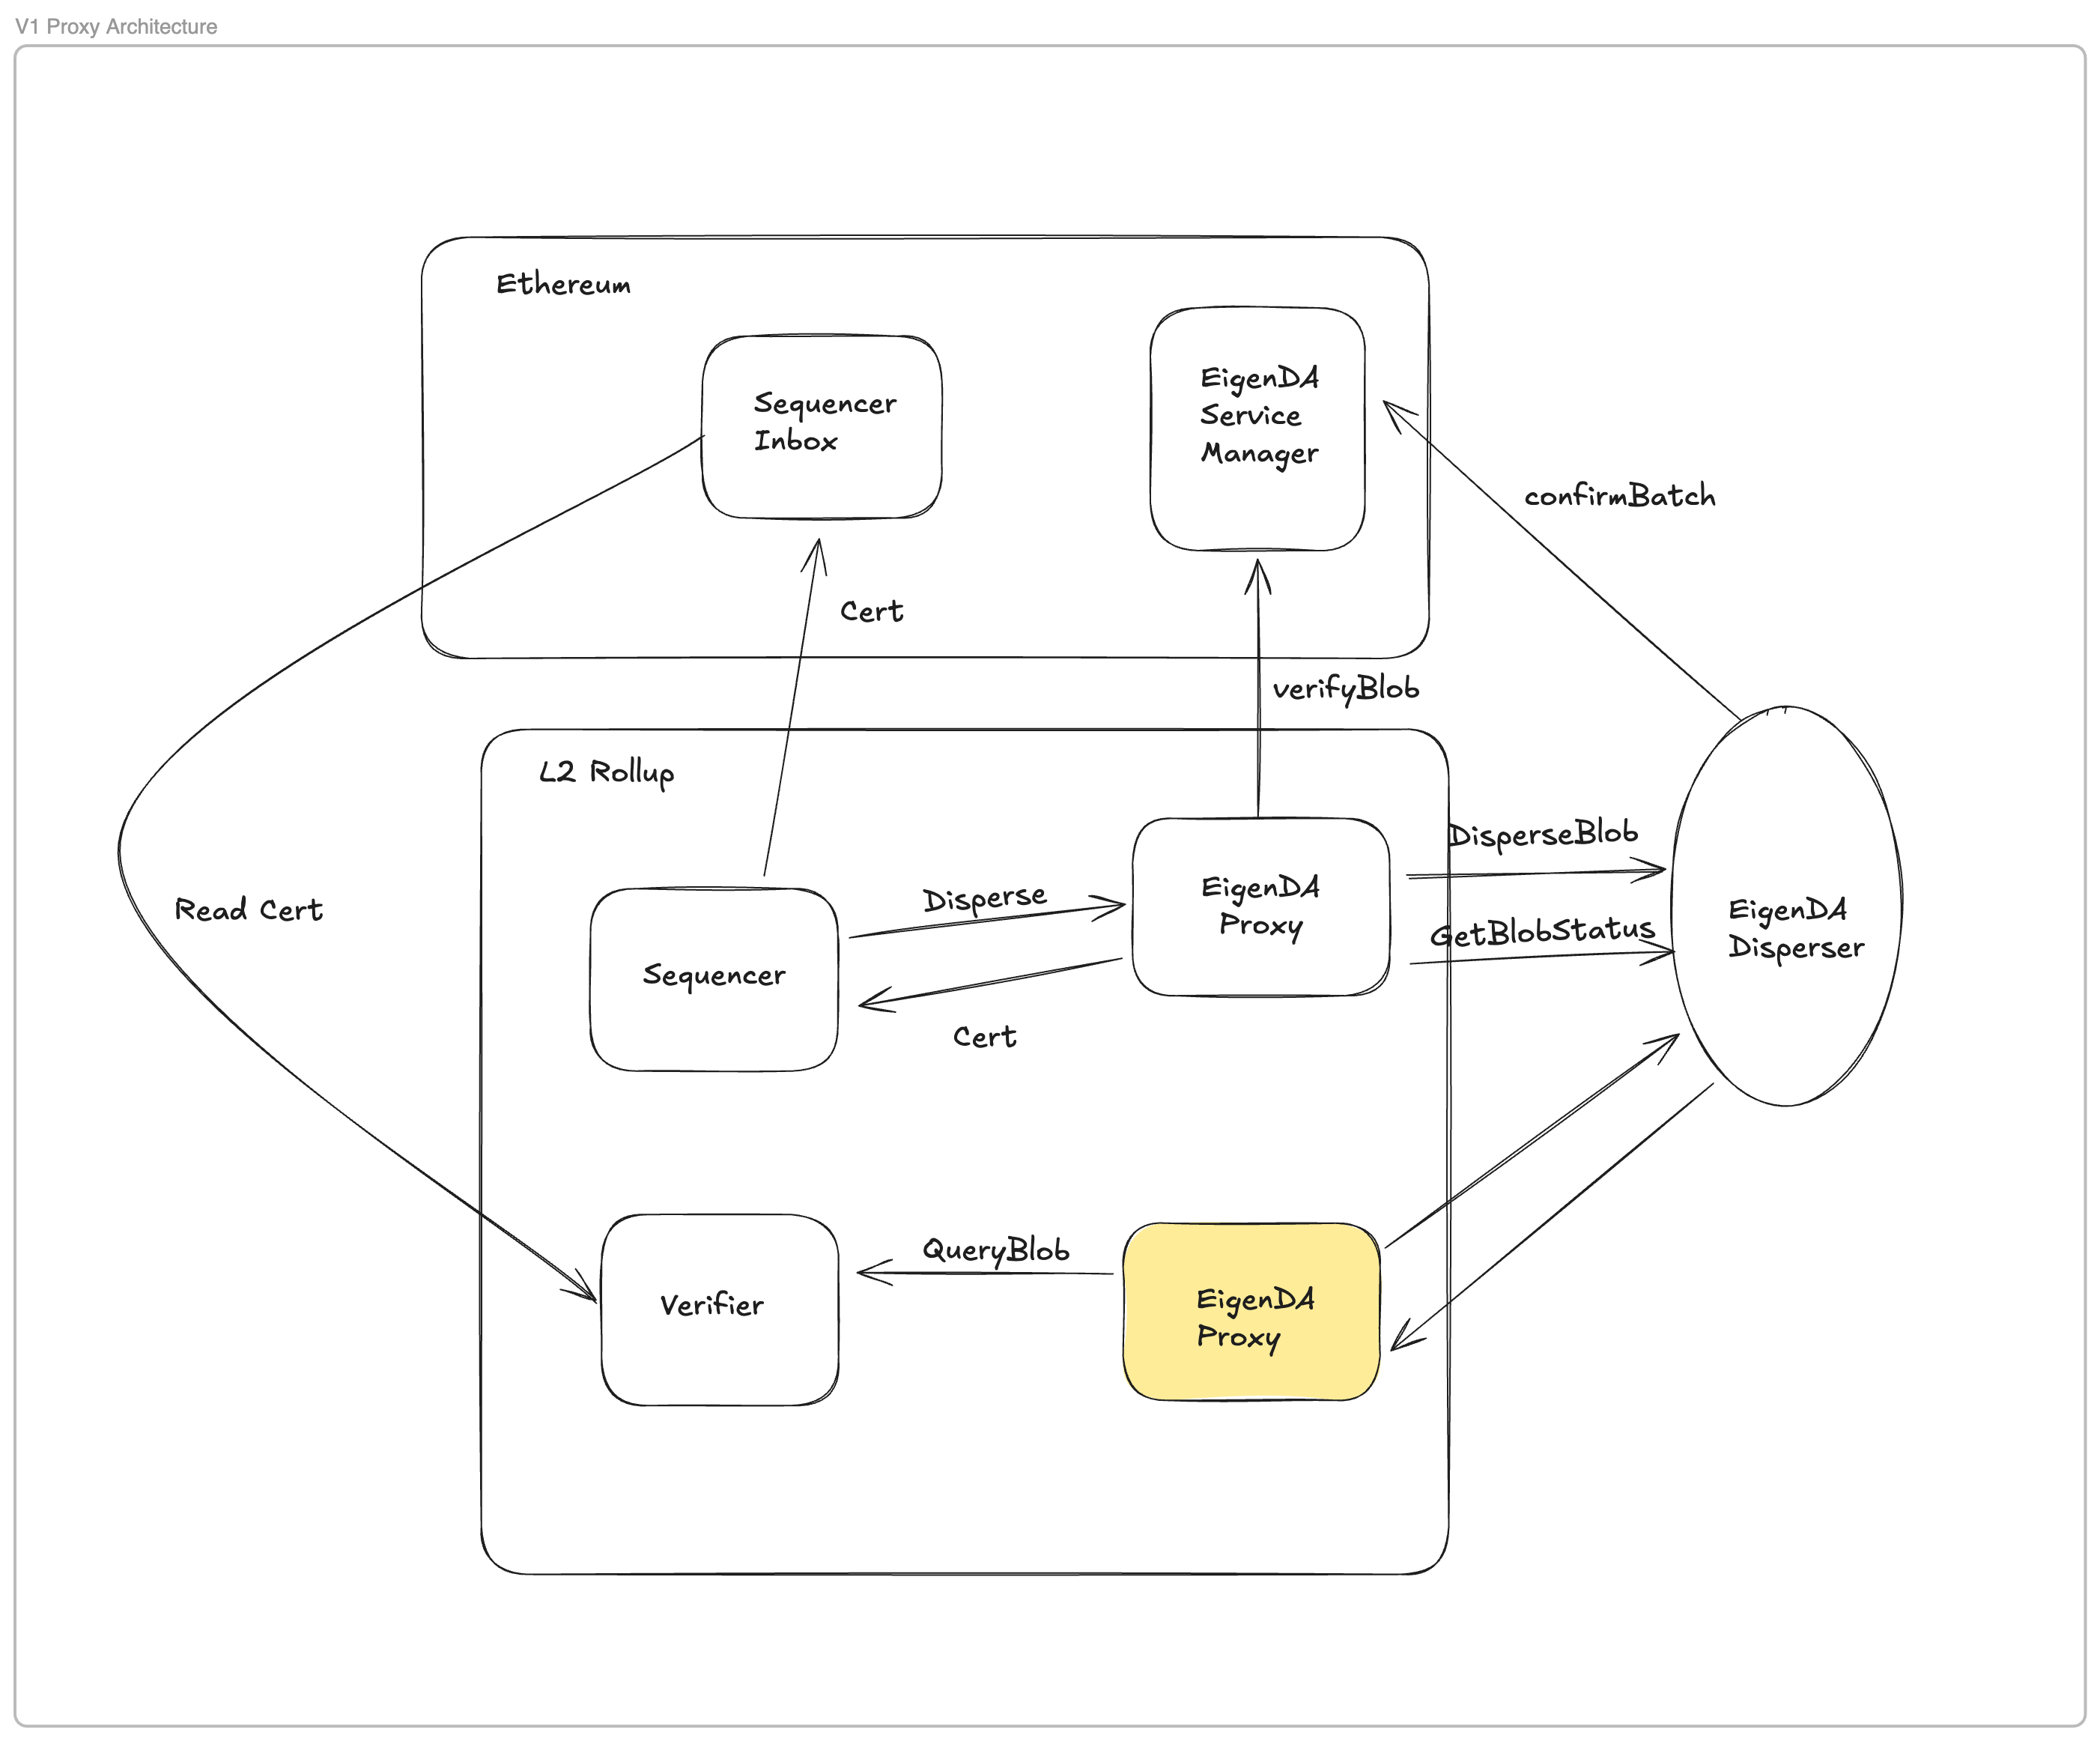 V1 Proxy Architecture
Ethereum
Sequencer
Inbox
EigenDA
Service
Manager
confirmBatch
Cert
verifyBlob
L2 Rollup
DisperseBlob
Read Cert
Disperse
EigenDA
Proxy
GetBlobStatus
EigenDA
Disperser
Sequencer
Cert
QueryBlob
Verifier
EigenDA
Proxy